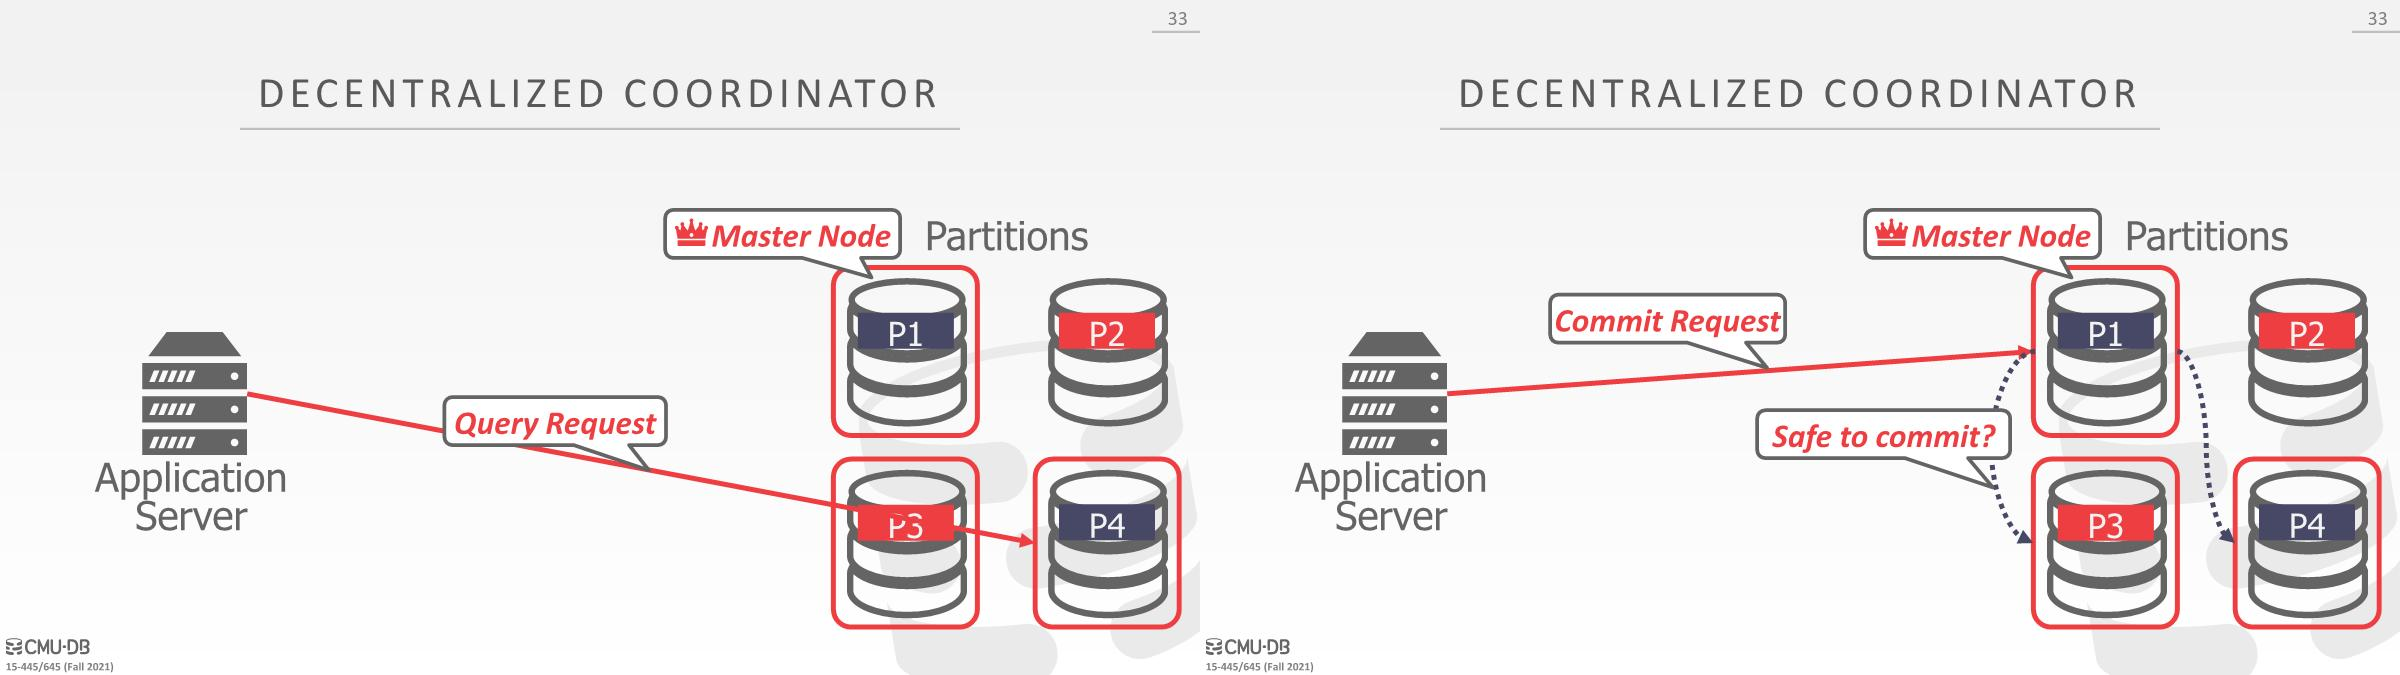 33
DECENTRALIZED COORDINATOR
Master Node
Partitions
P1
P2
Query Request
Application
Server
P3
P4
CMU·DB
15-445/645 (Fall 2021)
33
DECENTRALIZED COORDINATOR
Master Node
Partitions
Commit Request
P1
P2
Safe to commit?
Application
Server
P3
P4
CMU·DB
15-445/645 (Fall 2021)